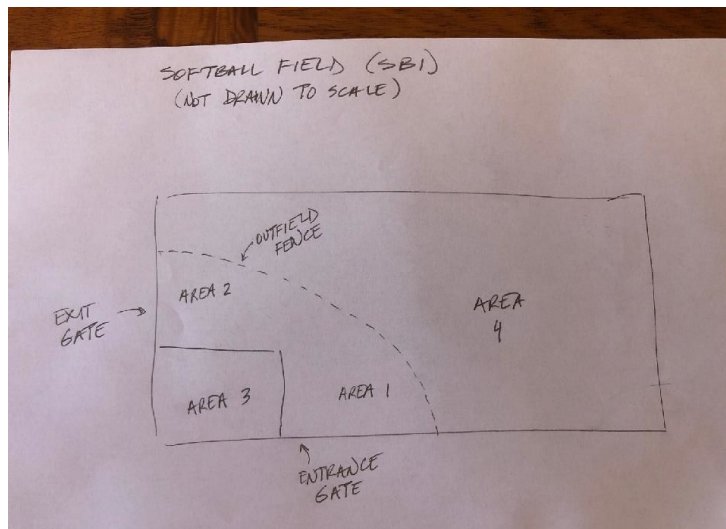 SOFTBALL FIELD (SB1)
(NOT DRAWN TO SCALE)
OUTFIELD
FENCE
AREA 2
EXIT
GATE
AREA
4
AREA 3
AREA 1
ENTRANCE
GATE